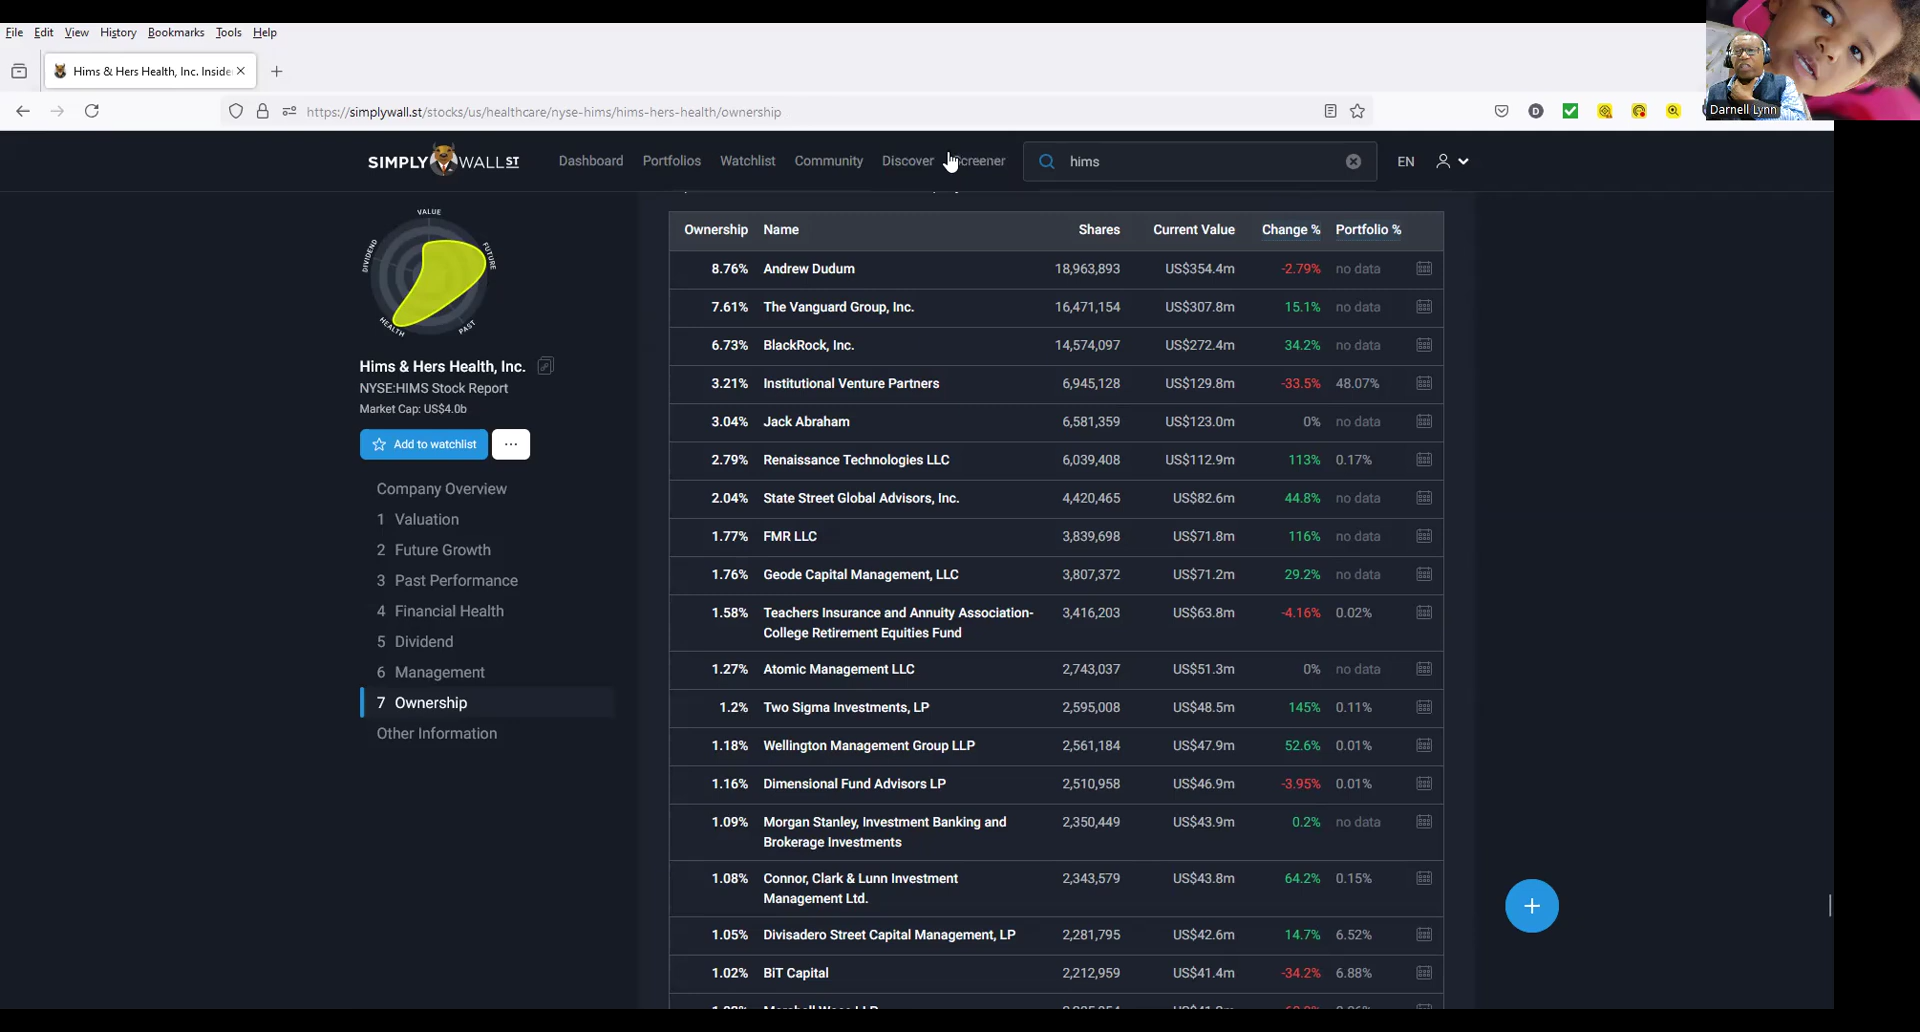 File Edit View History Bookmarks Tools Help
Hims & Hers Health, Inc. Inside
https://simplywall.st/stocks/us/healthcare/nyse-hims/hims-hers-health/ownership
Darnell Lynn
SIMPLY WALL ST
Dashboard Portfolios Watchlist Community Discover Screener
hims
EN
VALUE
FUTURE
PAST
HEALTH
DIVIDEND
Hims & Hers Health, Inc.
NYSE:HIMS Stock Report
Market Cap: US$4.0b
Add to watchlist ...
Company Overview
1 Valuation
2 Future Growth
3 Past Performance
4 Financial Health
5 Dividend
6 Management
7 Ownership
Other Information
Ownership Name Shares Current Value Change % Portfolio %
8.76% Andrew Dudum 18,963,893 US$354.4m -2.79% no data
7.61% The Vanguard Group, Inc. 16,471,154 US$307.8m 15.1% no data
6.73% BlackRock, Inc. 14,574,097 US$272.4m 34.2% no data
3.21% Institutional Venture Partners 6,945,128 US$129.8m -33.5% 48.07%
3.04% Jack Abraham 6,581,359 US$123.0m 0% no data
2.79% Renaissance Technologies LLC 6,039,408 US$112.9m 113% 0.17%
2.04% State Street Global Advisors, Inc. 4,420,465 US$82.6m 44.8% no data
1.77% FMR LLC 3,839,698 US$71.8m 116% no data
1.76% Geode Capital Management, LLC 3,807,372 US$71.2m 29.2% no data
1.58% Teachers Insurance and Annuity Association- 3,416,203 US$63.8m -4.16% 0.02%
College Retirement Equities Fund
1.27% Atomic Management LLC 2,743,037 US$51.3m 0% no data
1.2% Two Sigma Investments, LP 2,595,008 US$48.5m 145% 0.11%
1.18% Wellington Management Group LLP 2,561,184 US$47.9m 52.6% 0.01%
1.16% Dimensional Fund Advisors LP 2,510,958 US$46.9m -3.95% 0.01%
1.09% Morgan Stanley, Investment Banking and 2,350,449 US$43.9m 0.2% no data
Brokerage Investments
1.08% Connor, Clark & Lunn Investment 2,343,579 US$43.8m 64.2% 0.15%
Management Ltd.
1.05% Divisadero Street Capital Management, LP 2,281,795 US$42.6m 14.7% 6.52%
1.02% BiT Capital 2,212,959 US$41.4m -34.2% 6.88%